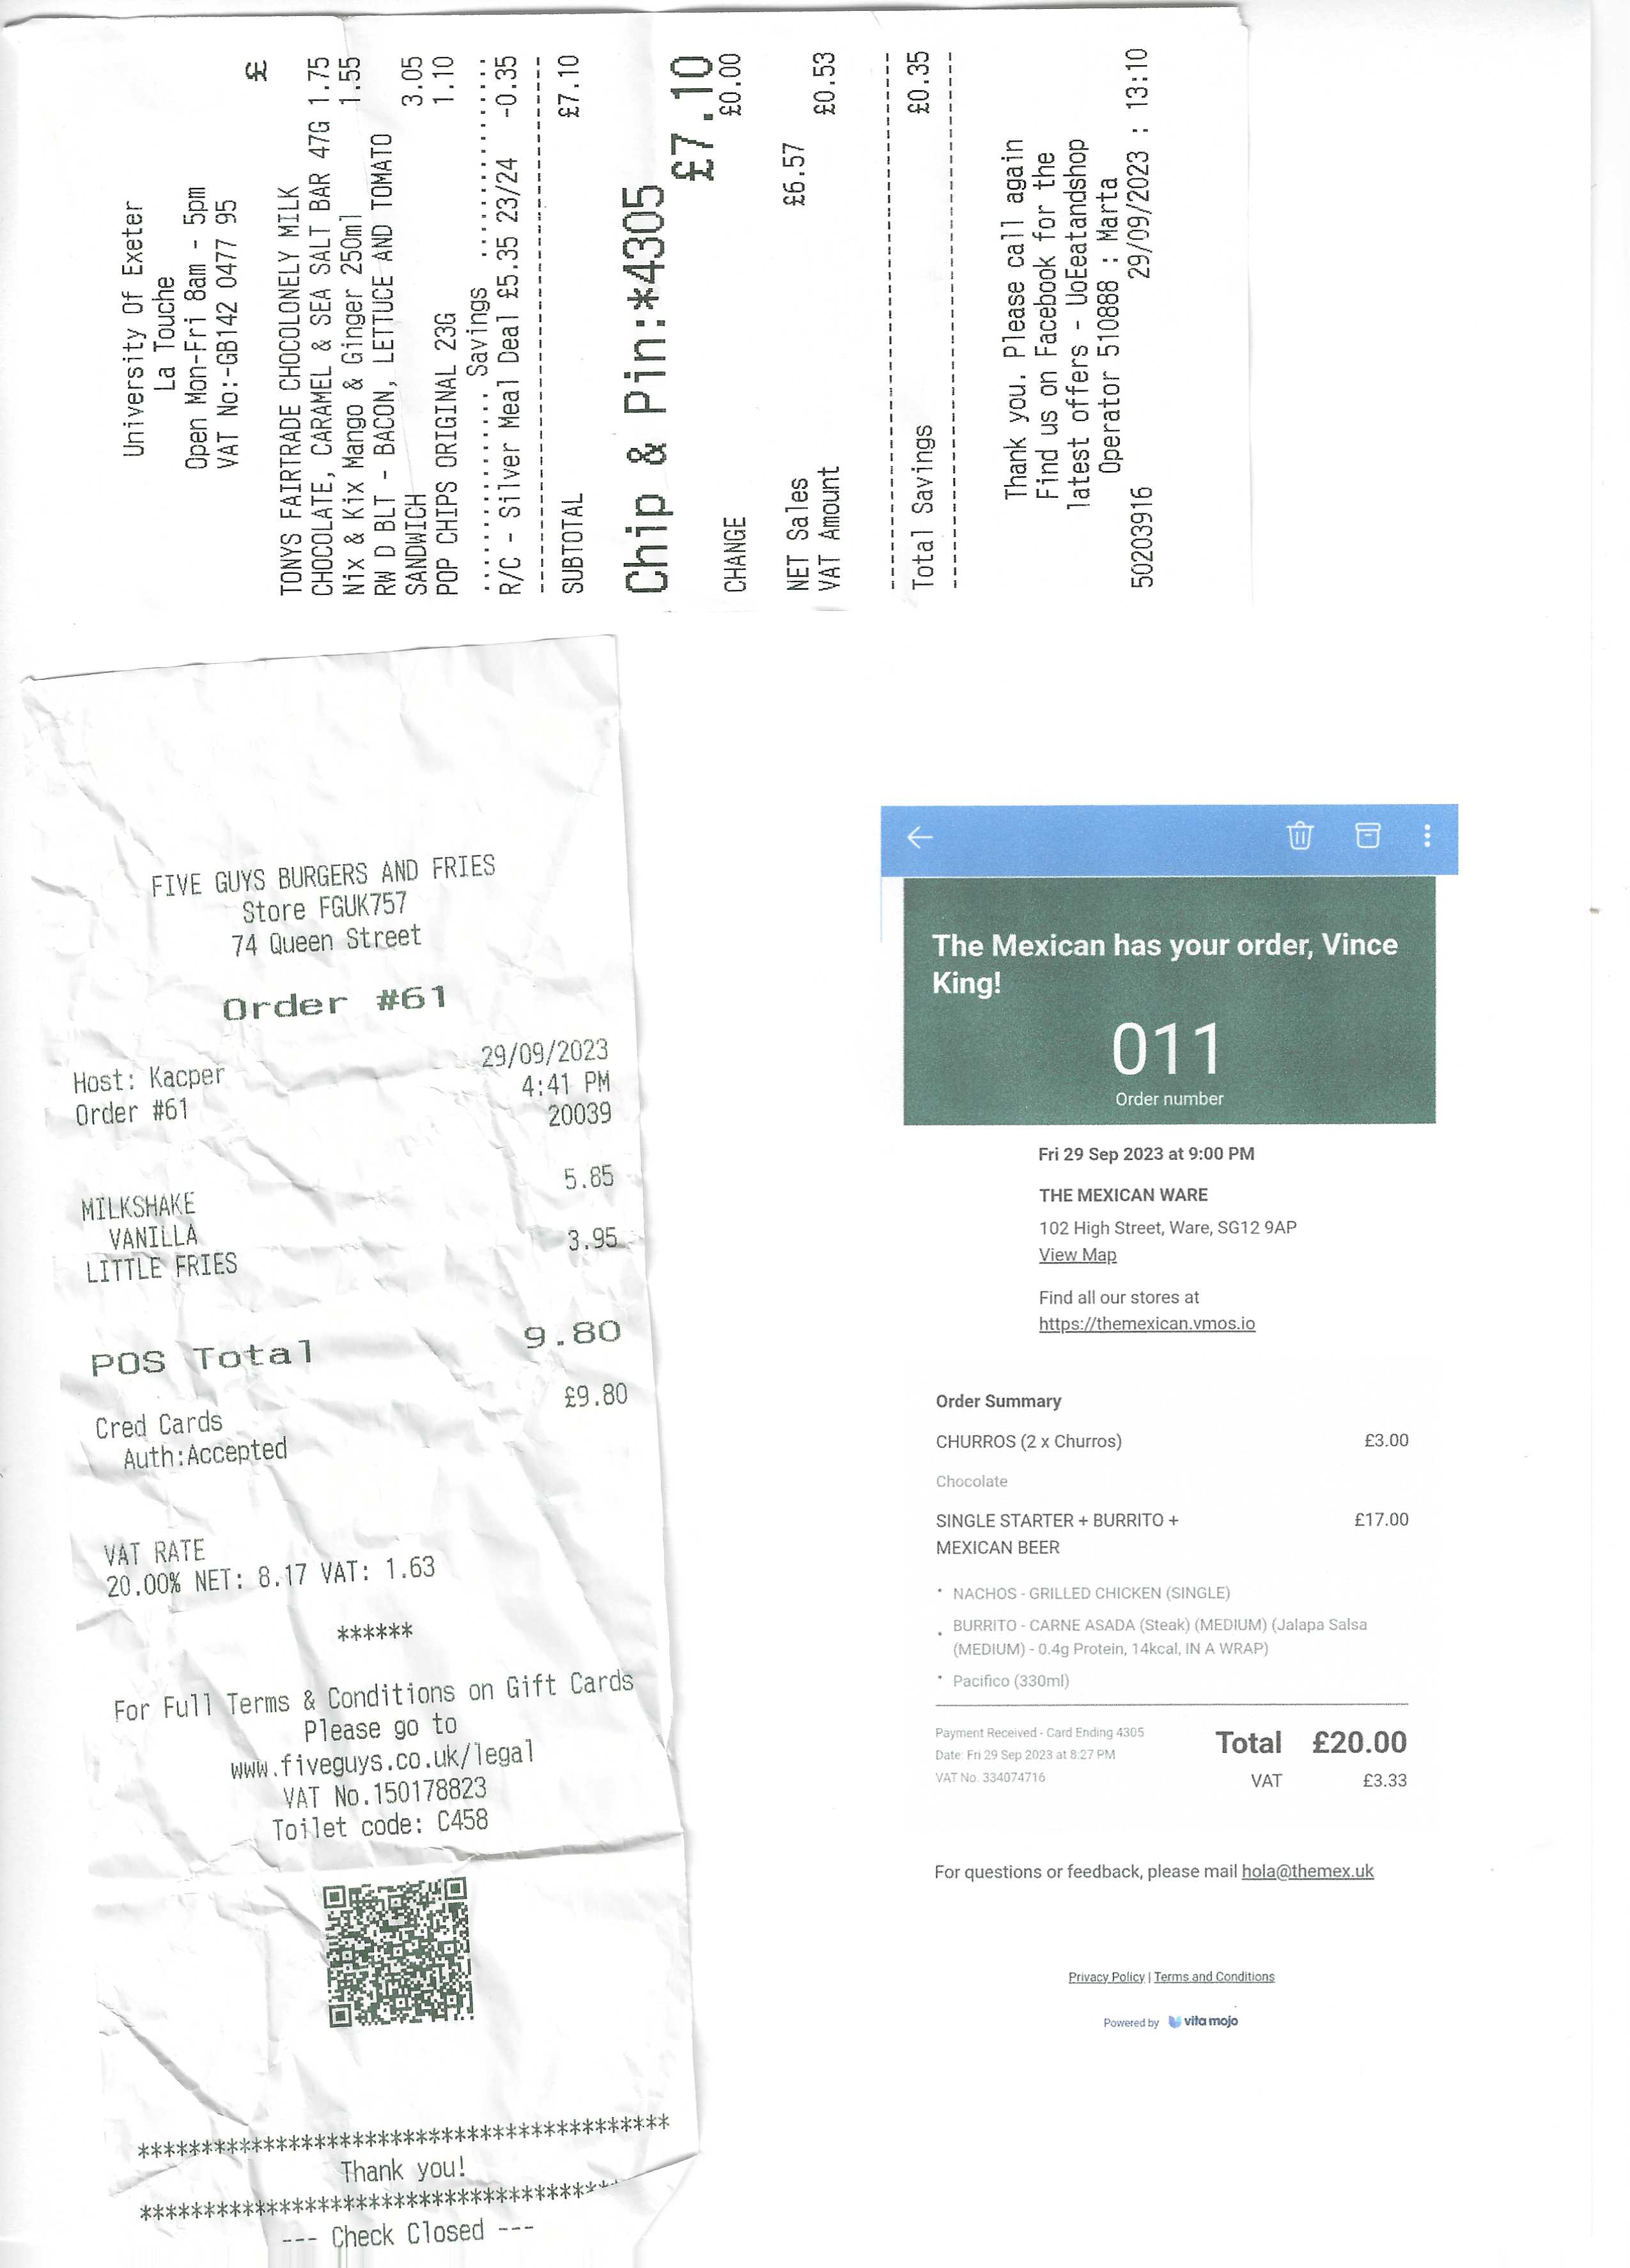 University Of Exeter
La Touche
Open Mon-Fri 8am - 5pm
VAT No:-GB142 0477 95
£
TONYS FAIRTRADE CHOCOLONELY MILK
CHOCOLATE, CARAMEL & SEA SALT BAR 47G 1.75
Nix & Kix Mango & Ginger 250ml 1.55
RW D BLT - BACON, LETTUCE AND TOMATO
SANDWICH 3.05
POP CHIPS ORIGINAL 23G 1.10
Savings
R/C - Silver Meal Deal £5.35 23/24 -0.35
SUBTOTAL £7.10
Chip & Pin:*4305
£7.10
CHANGE £0.00
NET Sales £6.57
VAT Amount £0.53
Total Savings £0.35
Thank you. Please call again
Find us on Facebook for the
latest offers - UoEeatandshop
Operator 510888 : Marta
50203916 29/09/2023 : 13:10
FIVE GUYS BURGERS AND FRIES
Store FGUK757
74 Queen Street
Order #61
29/09/2023
Host: Kacper 4:41 PM
Order #61 20039
MILKSHAKE 5.85
VANILLA
LITTLE FRIES 3.95
POS Total 9.80
Cred Cards £9.80
Auth:Accepted
VAT RATE
20.00% NET: 8.17 VAT: 1.63
******
For Full Terms & Conditions on Gift Cards
Please go to
www.fiveguys.co.uk/legal
VAT No.150178823
Toilet code: C458
******************************************
Thank you!
******************************************
--- Check Closed ---
The Mexican has your order, Vince
King!
011
Order number
Fri 29 Sep 2023 at 9:00 PM
THE MEXICAN WARE
102 High Street, Ware, SG12 9AP
View Map
Find all our stores at
https://themexican.vmos.io
Order Summary
CHURROS (2 x Churros) £3.00
Chocolate
SINGLE STARTER + BURRITO + £17.00
MEXICAN BEER
* NACHOS - GRILLED CHICKEN (SINGLE)
* BURRITO - CARNE ASADA (Steak) (MEDIUM) (Jalapa Salsa
(MEDIUM) - 0.4g Protein, 14kcal, IN A WRAP)
* Pacifico (330ml)
Payment Received - Card Ending 4305
Date: Fri 29 Sep 2023 at 8:27 PM
VAT No. 334074716
Total £20.00
VAT £3.33
For questions or feedback, please mail hola@themex.uk
Privacy Policy | Terms and Conditions
Powered by vita mojo